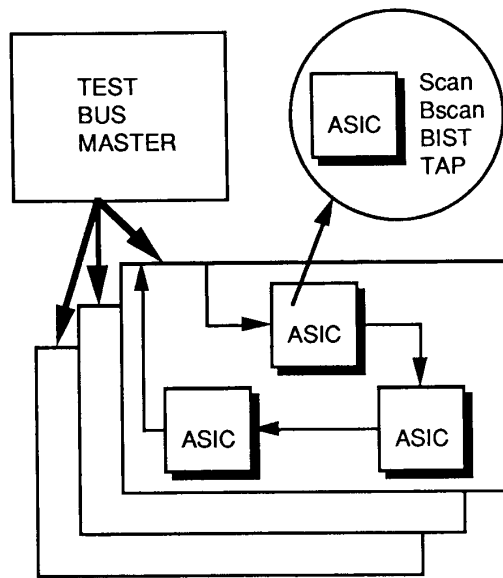 TEST
BUS
MASTER
ASIC
Scan
Bscan
BIST
TAP
ASIC
ASIC
ASIC